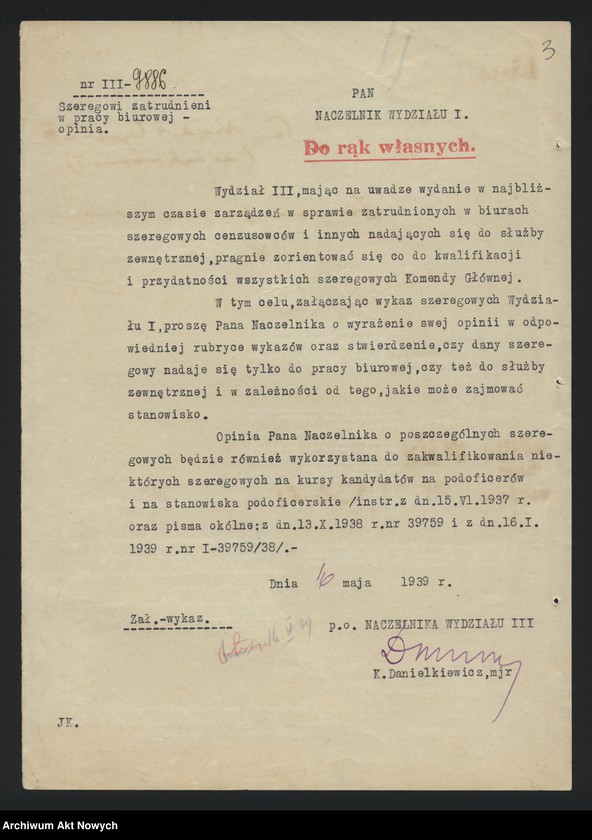 3
nr III-9886.
Szeregowi zatrudnieni
w pracy biurowej -
opinia.
PAN
NACZELNIK WYDZIAŁU I.
Do rąk własnych.
Wydział III,mając na uwadze wydanie w najbliż-
szym czasie zarządzeń w sprawie zatrudnionych w biurach
szeregowych cenzusowców i innych nadających się do służby
zewnętrznej,pragnie zorientować się co do kwalifikacji
i przydatności wszystkich szeregowych Komendy Głównej.
W tym celu,załączając wykaz szeregowych Wydzia-
łu I,proszę Pana Naczelnika o wyrażenie swej opinii w odpo-
wiedniej rubryce wykazów oraz stwierdzenie,czy dany szere-
gowy nadaje się tylko do pracy biurowej,czy też do służby
zewnętrznej i w zależności od tego,jakie może zajmować
stanowisko.
Opinia Pana Naczelnika o poszczególnych szere-
gowych będzie również wykorzystana do zakwalifikowania nie-
których szeregowych na kursy kandydatów na podoficerów
i na stanowiska podoficerskie /instr.z dn.15.VI.1937 r.
oraz pisma okólne:z dn.13.X.1938 r.nr 39759 i z dn.16.I.
1939 r.nr I-39759/38/.-
Dnia 16 maja 1939 r.
Zał.-wykaz.
16.V 39
p.o. NACZELNIKA WYDZIAŁU III
K.Danielkiewicz,mjr
JK.
Archiwum Akt Nowych